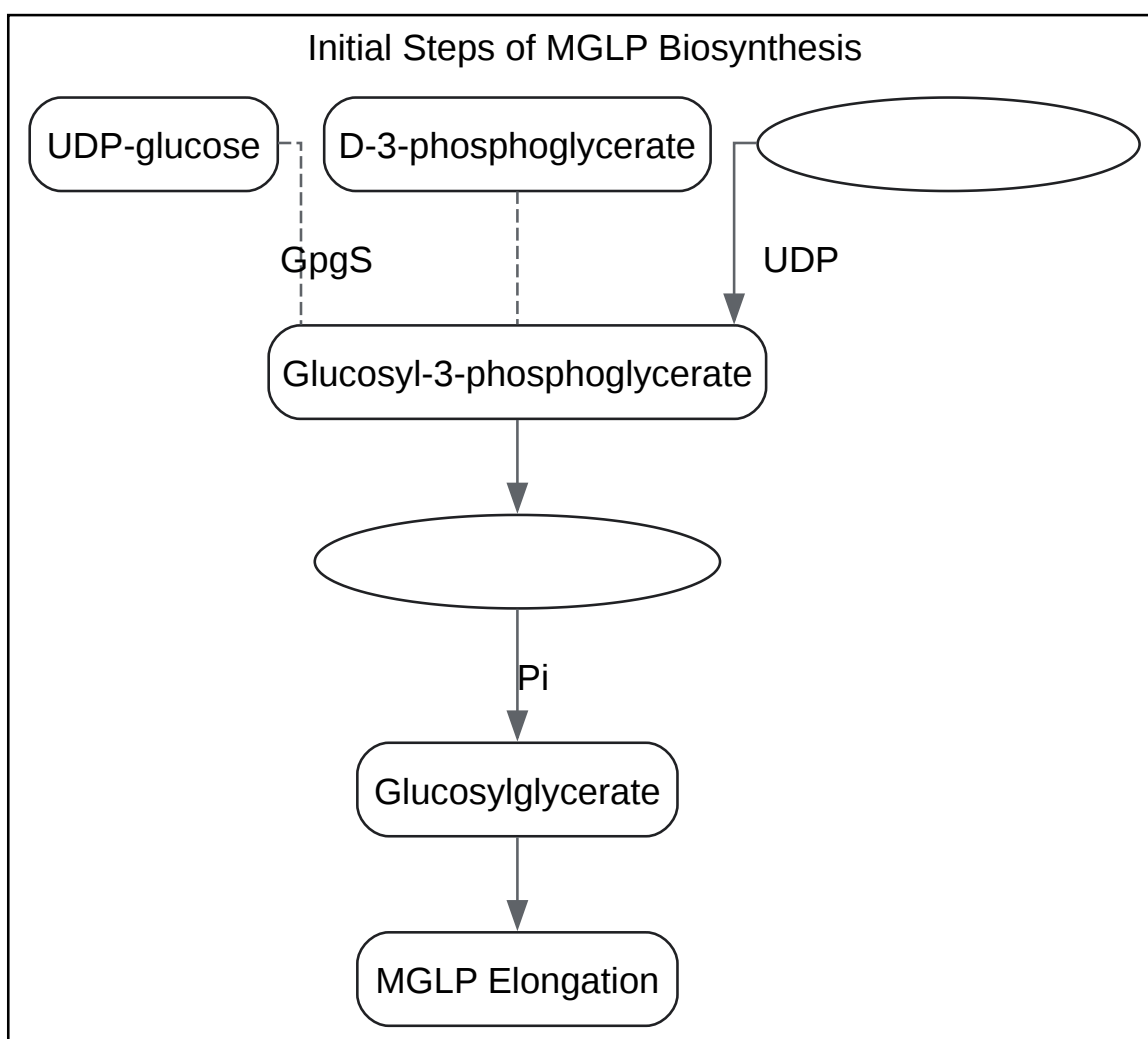 Initial Steps of MGLP Biosynthesis
UDP-glucose
D-3-phosphoglycerate
GpgS
UDP
Glucosyl-3-phosphoglycerate
Pi
Glucosylglycerate
MGLP Elongation